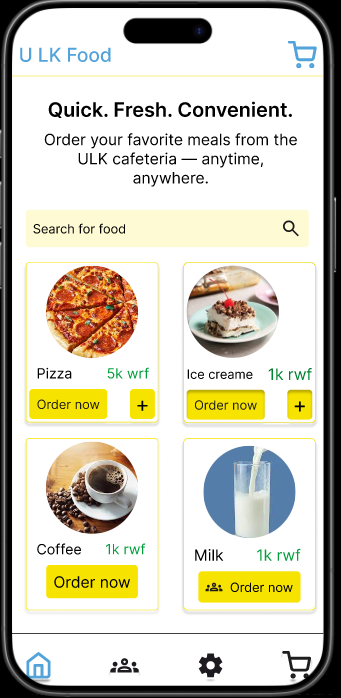 U LK Food
Quick. Fresh. Convenient.
Order your favorite meals from the
ULK cafeteria — anytime,
anywhere.
Search for food
Pizza 5k wrf
Order now +
Ice creame 1k rwf
Order now +
Coffee 1k rwf
Order now
Milk 1k rwf
Order now